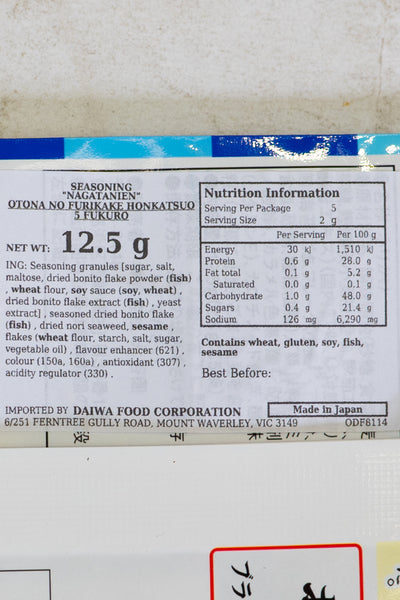 SEASONING
"NAGATANIEN"
OTONA NO FURIKAKE HONKATSUO
5 FUKURO
NET WT: 12.5 g
ING: Seasoning granules [sugar, salt,
maltose, dried bonito flake powder (fish)
, wheat flour, soy sauce (soy, wheat) ,
dried bonito flake extract (fish) , yeast
extract] , seasoned dried bonito flake
(fish) , dried nori seaweed, sesame ,
flakes (wheat flour, starch, salt, sugar,
vegetable oil) , flavour enhancer (621) ,
colour (150a, 160a) , antioxidant (307) ,
acidity regulator (330) .
Nutrition Information
Serving Per Package 5
Serving Size 2 g
Per Serving Per 100 g
Energy 30 kj 1,510 kj
Protein 0.6 g 28.0 g
Fat total 0.1 g 5.2 g
Saturated 0.0 g 0.1 g
Carbohydrate 1.0 g 48.0 g
Sugars 0.4 g 21.4 g
Sodium 126 mg 6,290 mg
Contains wheat, gluten, soy, fish,
sesame
Best Before:
IMPORTED BY DAIWA FOOD CORPORATION
Made in Japan
6/251 FERNTREE GULLY ROAD, MOUNT WAVERLEY, VIC 3149 ODF8114
プラ